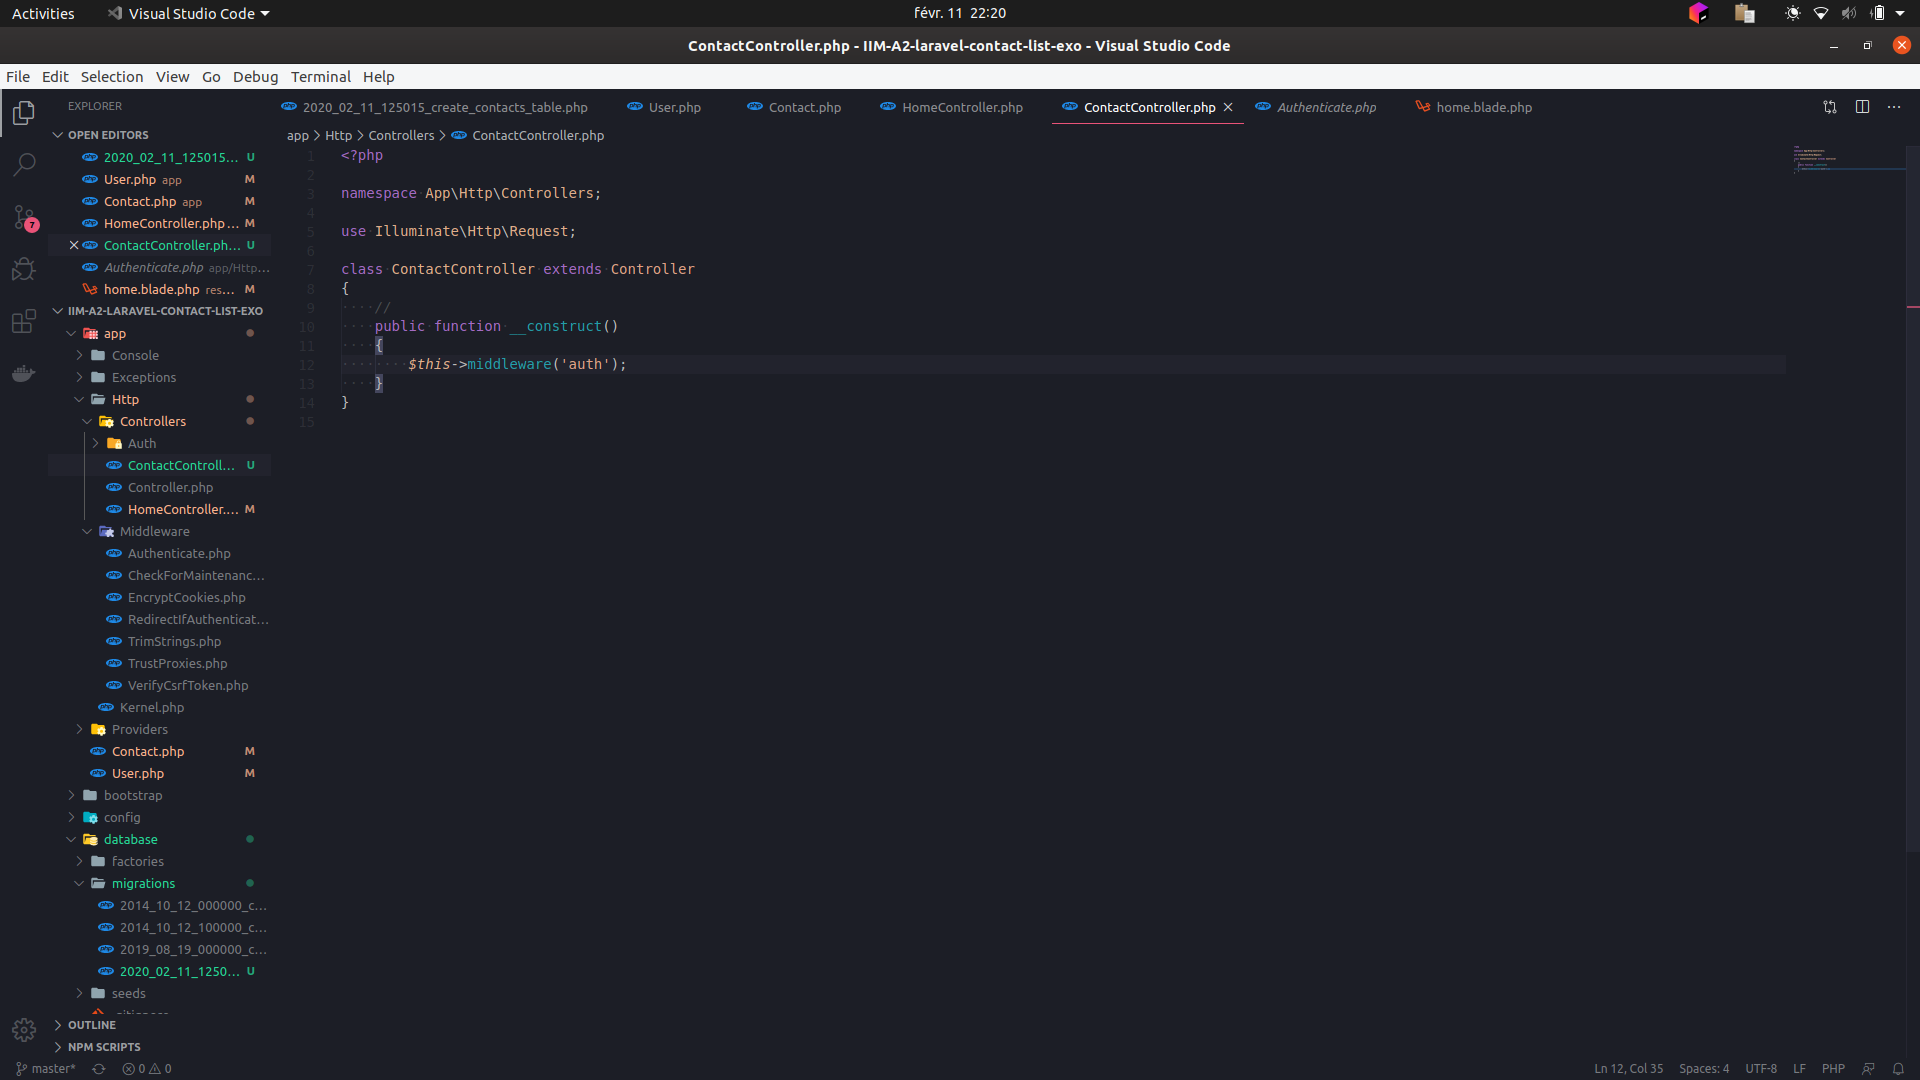 Activities
Visual Studio Code
févr. 11 22:20
ContactController.php - IIM-A2-laravel-contact-list-exo - Visual Studio Code
File Edit Selection View Go Debug Terminal Help
EXPLORER
2020_02_11_125015_create_contacts_table.php
User.php
Contact.php
HomeController.php
ContactController.php
Authenticate.php
home.blade.php
OPEN EDITORS
2020_02_11_125015... U
User.php app M
Contact.php app M
HomeController.php... M
ContactController.ph... U
Authenticate.php app/Http...
home.blade.php res... M
7
IIM-A2-LARAVEL-CONTACT-LIST-EXO
app
Console
Exceptions
Http
Controllers
Auth
ContactControll... U
Controller.php
HomeController.... M
Middleware
Authenticate.php
CheckForMaintenanc...
EncryptCookies.php
RedirectIfAuthenticat...
TrimStrings.php
TrustProxies.php
VerifyCsrfToken.php
Kernel.php
Providers
Contact.php M
User.php M
bootstrap
config
database
factories
migrations
2014_10_12_000000_c...
2014_10_12_100000_c...
2019_08_19_000000_c...
2020_02_11_1250... U
seeds
OUTLINE
NPM SCRIPTS
app > Http > Controllers > ContactController.php
1 <?php
2
3 namespace App\Http\Controllers;
4
5 use Illuminate\Http\Request;
6
7 class ContactController extends Controller
8 {
9 //
10 public function __construct()
11 {
12 $this->middleware('auth');
13 }
14 }
15
master*
0 0
Ln 12, Col 35
Spaces: 4
UTF-8
LF
PHP